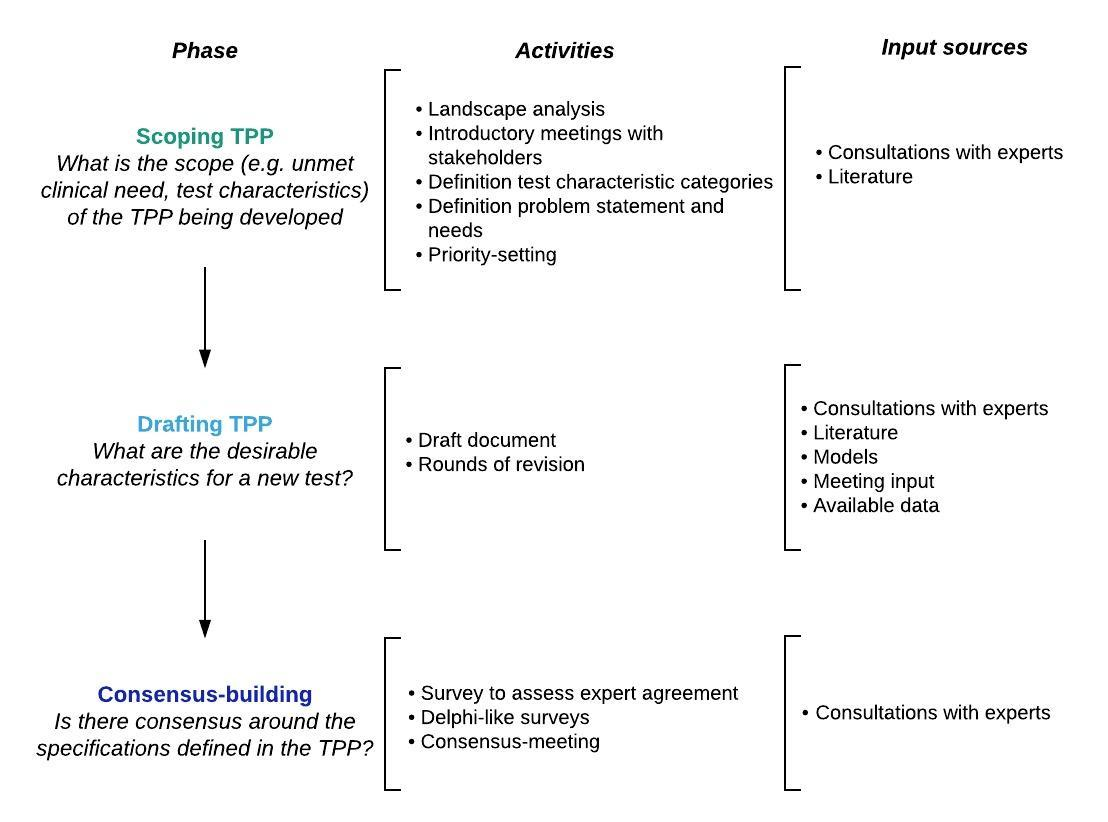 Phase
Activities
Input sources
Scoping TPP
What is the scope (e.g. unmet
clinical need, test characteristics)
of the TPP being developed
• Landscape analysis
• Introductory meetings with
stakeholders
• Definition test characteristic categories
• Definition problem statement and
needs
• Priority-setting
• Consultations with experts
• Literature
Drafting TPP
What are the desirable
characteristics for a new test?
• Draft document
• Rounds of revision
• Consultations with experts
• Literature
• Models
• Meeting input
• Available data
Consensus-building
Is there consensus around the
specifications defined in the TPP?
• Survey to assess expert agreement
• Delphi-like surveys
• Consensus-meeting
• Consultations with experts